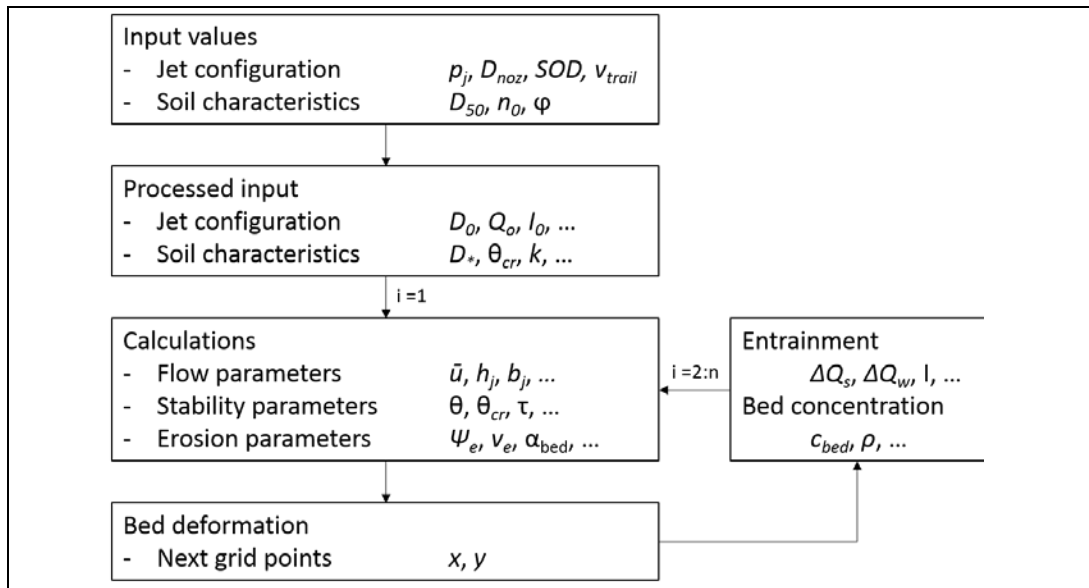 Input values
- Jet configuration p_j, D_noz, SOD, v_trail
- Soil characteristics D_50, n_0, φ
Processed input
- Jet configuration D_0, Q_o, I_0, ...
- Soil characteristics D_*, θ_cr, k, ...
i =1
Calculations
- Flow parameters ū, h_j, b_j, ...
- Stability parameters θ, θ_cr, τ, ...
- Erosion parameters Ψ_e, v_e, α_bed, ...
i =2:n
Entrainment
ΔQ_s, ΔQ_w, I, ...
Bed concentration
c_bed, ρ, ...
Bed deformation
- Next grid points x, y